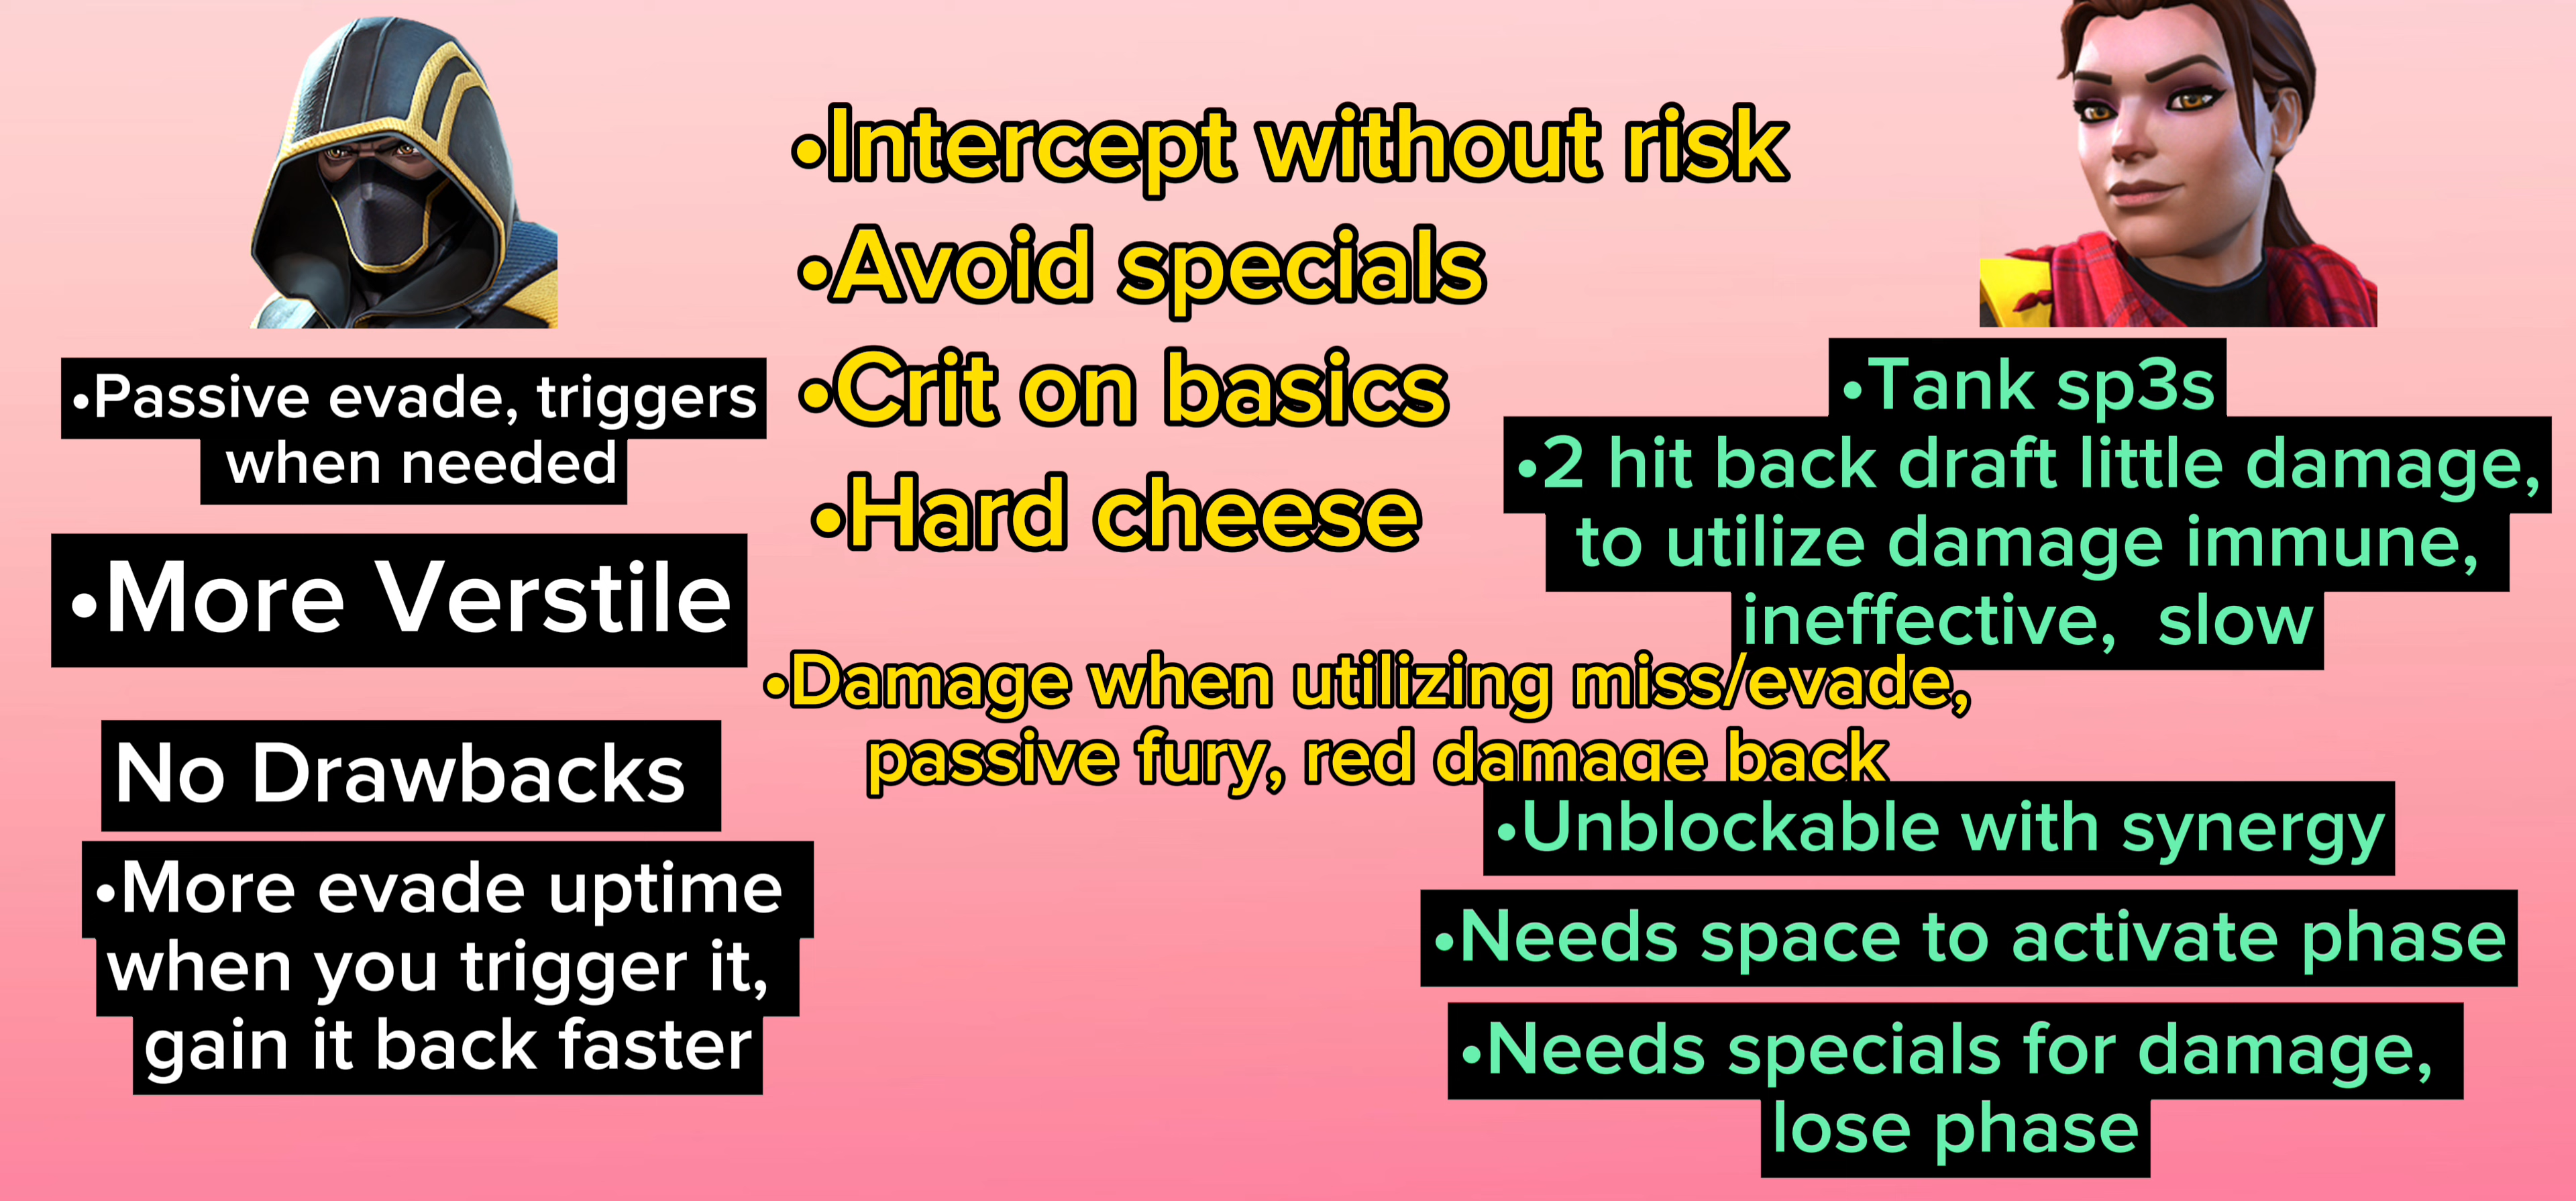 •Passive evade, triggers
when needed
•More Verstile
No Drawbacks
•More evade uptime
when you trigger it,
gain it back faster
•Intercept without risk
•Avoid specials
•Crit on basics
•Hard cheese
•Damage when utilizing miss/evade,
passive fury, red damage back
•Tank sp3s
•2 hit back draft little damage,
to utilize damage immune,
ineffective, slow
•Unblockable with synergy
•Needs space to activate phase
•Needs specials for damage,
lose phase